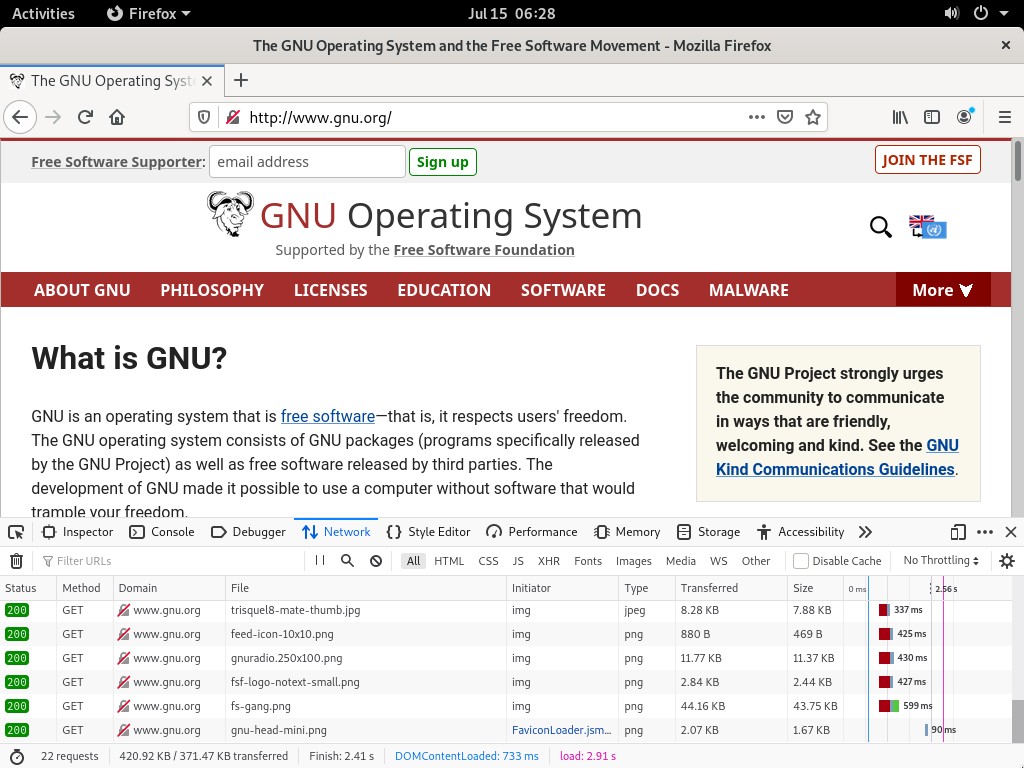 Activities Firefox Jul 15 06:28
The GNU Operating System and the Free Software Movement - Mozilla Firefox
The GNU Operating Syst
http://www.gnu.org/
Free Software Supporter: email address Sign up JOIN THE FSF
GNU Operating System
Supported by the Free Software Foundation
ABOUT GNU PHILOSOPHY LICENSES EDUCATION SOFTWARE DOCS MALWARE More
What is GNU?
GNU is an operating system that is free software—that is, it respects users' freedom.
The GNU operating system consists of GNU packages (programs specifically released
by the GNU Project) as well as free software released by third parties. The
development of GNU made it possible to use a computer without software that would
trample your freedom.
The GNU Project strongly urges
the community to communicate
in ways that are friendly,
welcoming and kind. See the GNU
Kind Communications Guidelines.
Inspector Console Debugger Network Style Editor Performance Memory Storage Accessibility
Filter URLs All HTML CSS JS XHR Fonts Images Media WS Other Disable Cache No Throttling
Status Method Domain File Initiator Type Transferred Size 0 ms 2.56 s
200 GET www.gnu.org trisquel8-mate-thumb.jpg img jpeg 8.28 KB 7.88 KB 337 ms
200 GET www.gnu.org feed-icon-10x10.png img png 880 B 469 B 425 ms
200 GET www.gnu.org gnuradio.250x100.png img png 11.77 KB 11.37 KB 430 ms
200 GET www.gnu.org fsf-logo-notext-small.png img png 2.84 KB 2.44 KB 427 ms
200 GET www.gnu.org fs-gang.png img png 44.16 KB 43.75 KB 599 ms
200 GET www.gnu.org gnu-head-mini.png FaviconLoader.jsm... png 2.07 KB 1.67 KB 90 ms
22 requests 420.92 KB / 371.47 KB transferred Finish: 2.41 s DOMContentLoaded: 733 ms load: 2.91 s